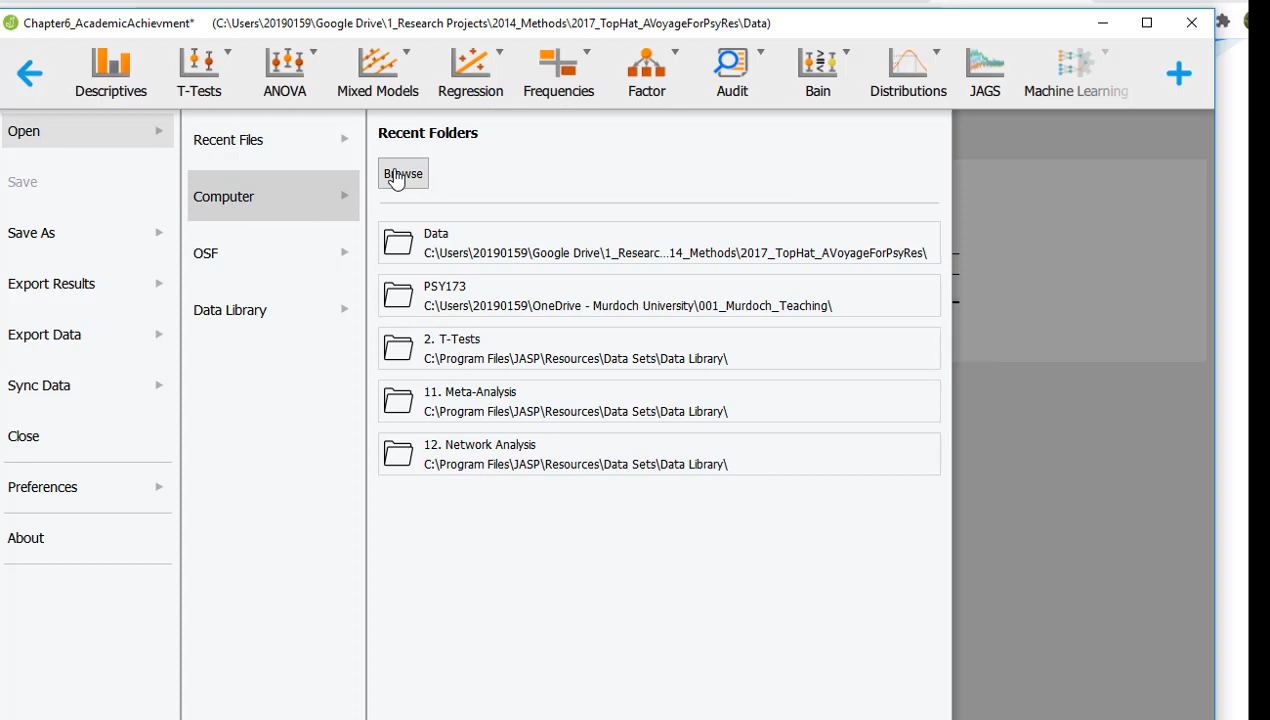 Chapter6_AcademicAchievment* (C:\Users\20190159\Google Drive\1_Research Projects\2014_Methods\2017_TopHat_AVoyageForPsyRes\Data)
Descriptives T-Tests ANOVA Mixed Models Regression Frequencies Factor Audit Bain Distributions JAGS Machine Learning
Open
Save
Save As
Export Results
Export Data
Sync Data
Close
Preferences
About
Recent Files
Computer
OSF
Data Library
Recent Folders
Browse
Data
C:\Users\20190159\Google Drive\1_Researc...14_Methods\2017_TopHat_AVoyageForPsyRes\
PSY173
C:\Users\20190159\OneDrive - Murdoch University\001_Murdoch_Teaching\
2. T-Tests
C:\Program Files\JASP\Resources\Data Sets\Data Library\
11. Meta-Analysis
C:\Program Files\JASP\Resources\Data Sets\Data Library\
12. Network Analysis
C:\Program Files\JASP\Resources\Data Sets\Data Library\